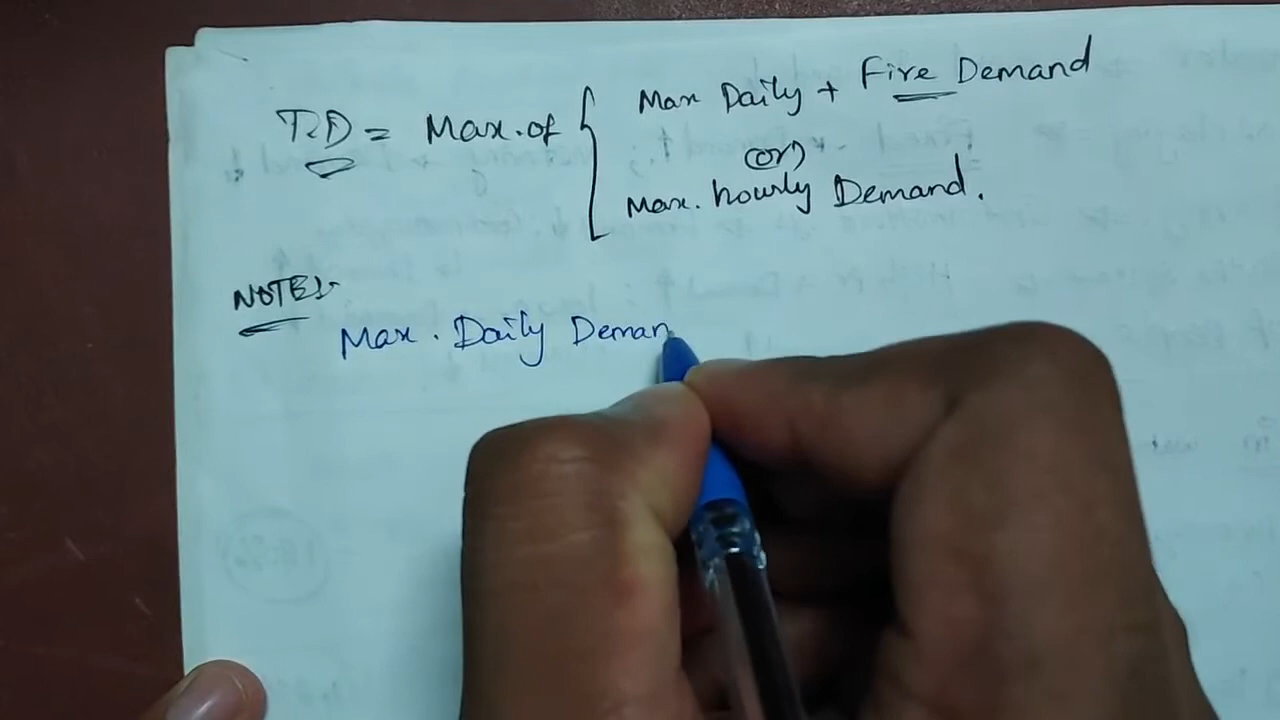 T.D = Max. of { Max Daily + Fire Demand
(or)
Max. hourly Demand.
NOTE:-
Max. Daily Deman